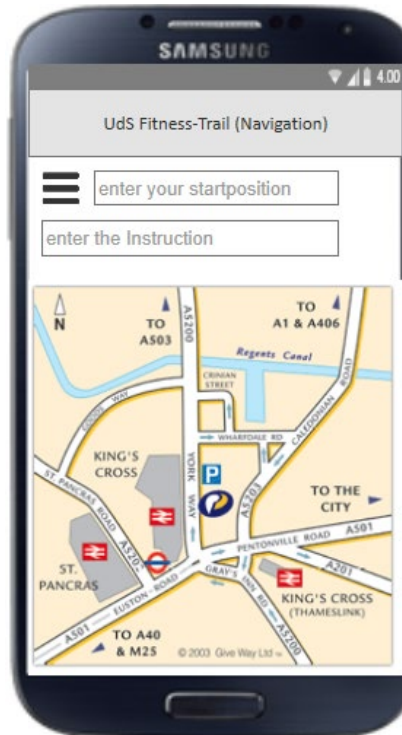 SAMSUNG
4.00
UdS Fitness-Trail (Navigation)
enter your startposition
enter the Instruction
N
TO
A503
A5200
TO
A1 & A406
Regents Canal
CRINIAN
STREET
CALEDONIAN ROAD
GOODS WAY
WHARFDALE RD
KING'S
CROSS
YORK WAY
P
A5203
ST. PANCRAS ROAD
TO THE
CITY
A501
PENTONVILLE ROAD
A5202
ST.
PANCRAS
A201
EUSTON-ROAD
GRAY'S INN RD
KING'S CROSS
(THAMESLINK)
A501
A5200
TO A40
& M25
© 2003 Give Way Ltd